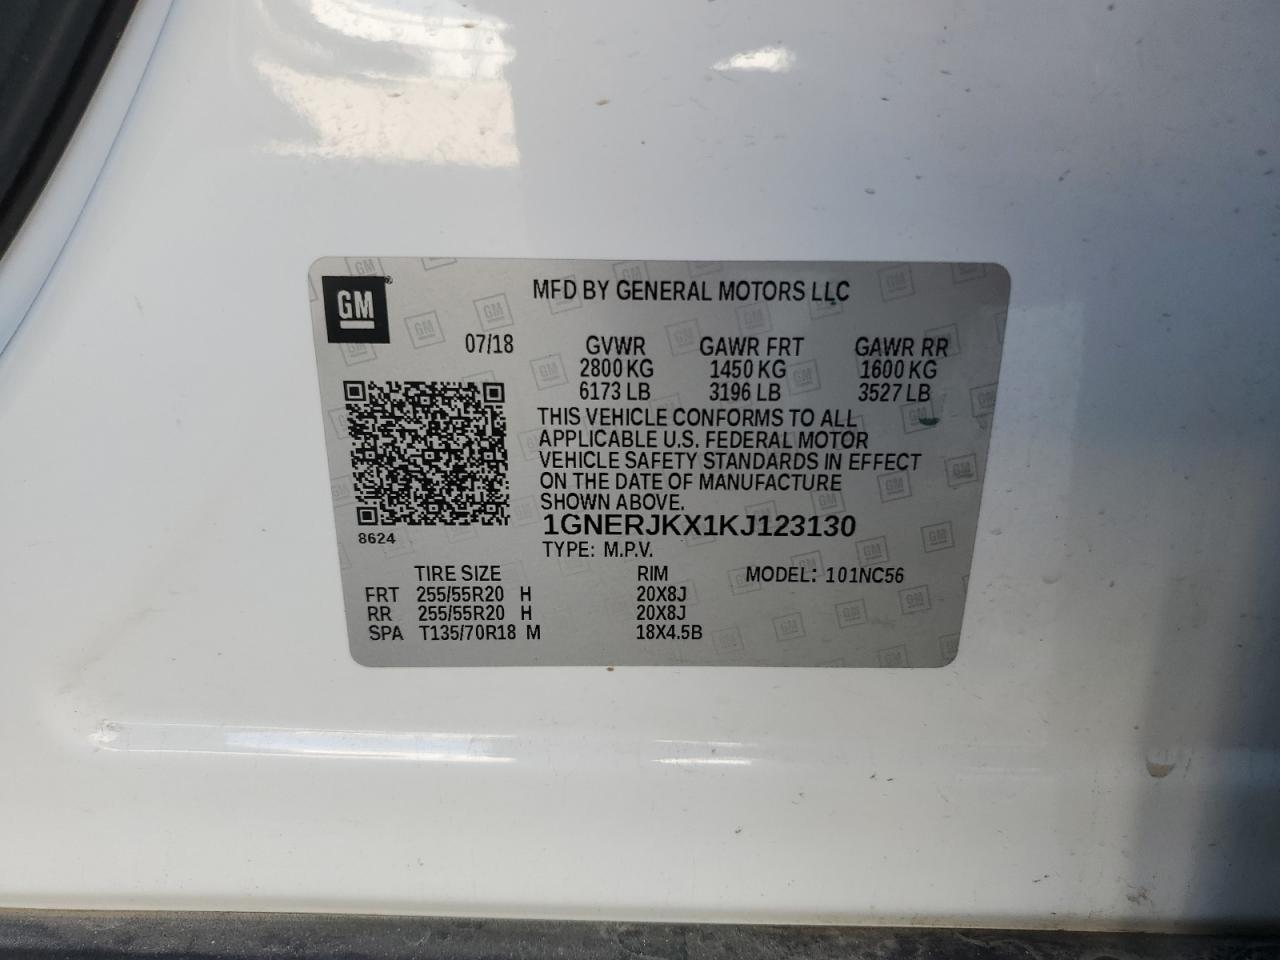 GM
MFD BY GENERAL MOTORS LLC
07/18 GVWR GAWR FRT GAWR RR
2800 KG 1450 KG 1600 KG
6173 LB 3196 LB 3527 LB
THIS VEHICLE CONFORMS TO ALL
APPLICABLE U.S. FEDERAL MOTOR
VEHICLE SAFETY STANDARDS IN EFFECT
ON THE DATE OF MANUFACTURE
SHOWN ABOVE.
1GNERJKX1KJ123130
8624
TYPE: M.P.V.
TIRE SIZE RIM MODEL: 101NC56
FRT 255/55R20 H 20X8J
RR 255/55R20 H 20X8J
SPA T135/70R18 M 18X4.5B